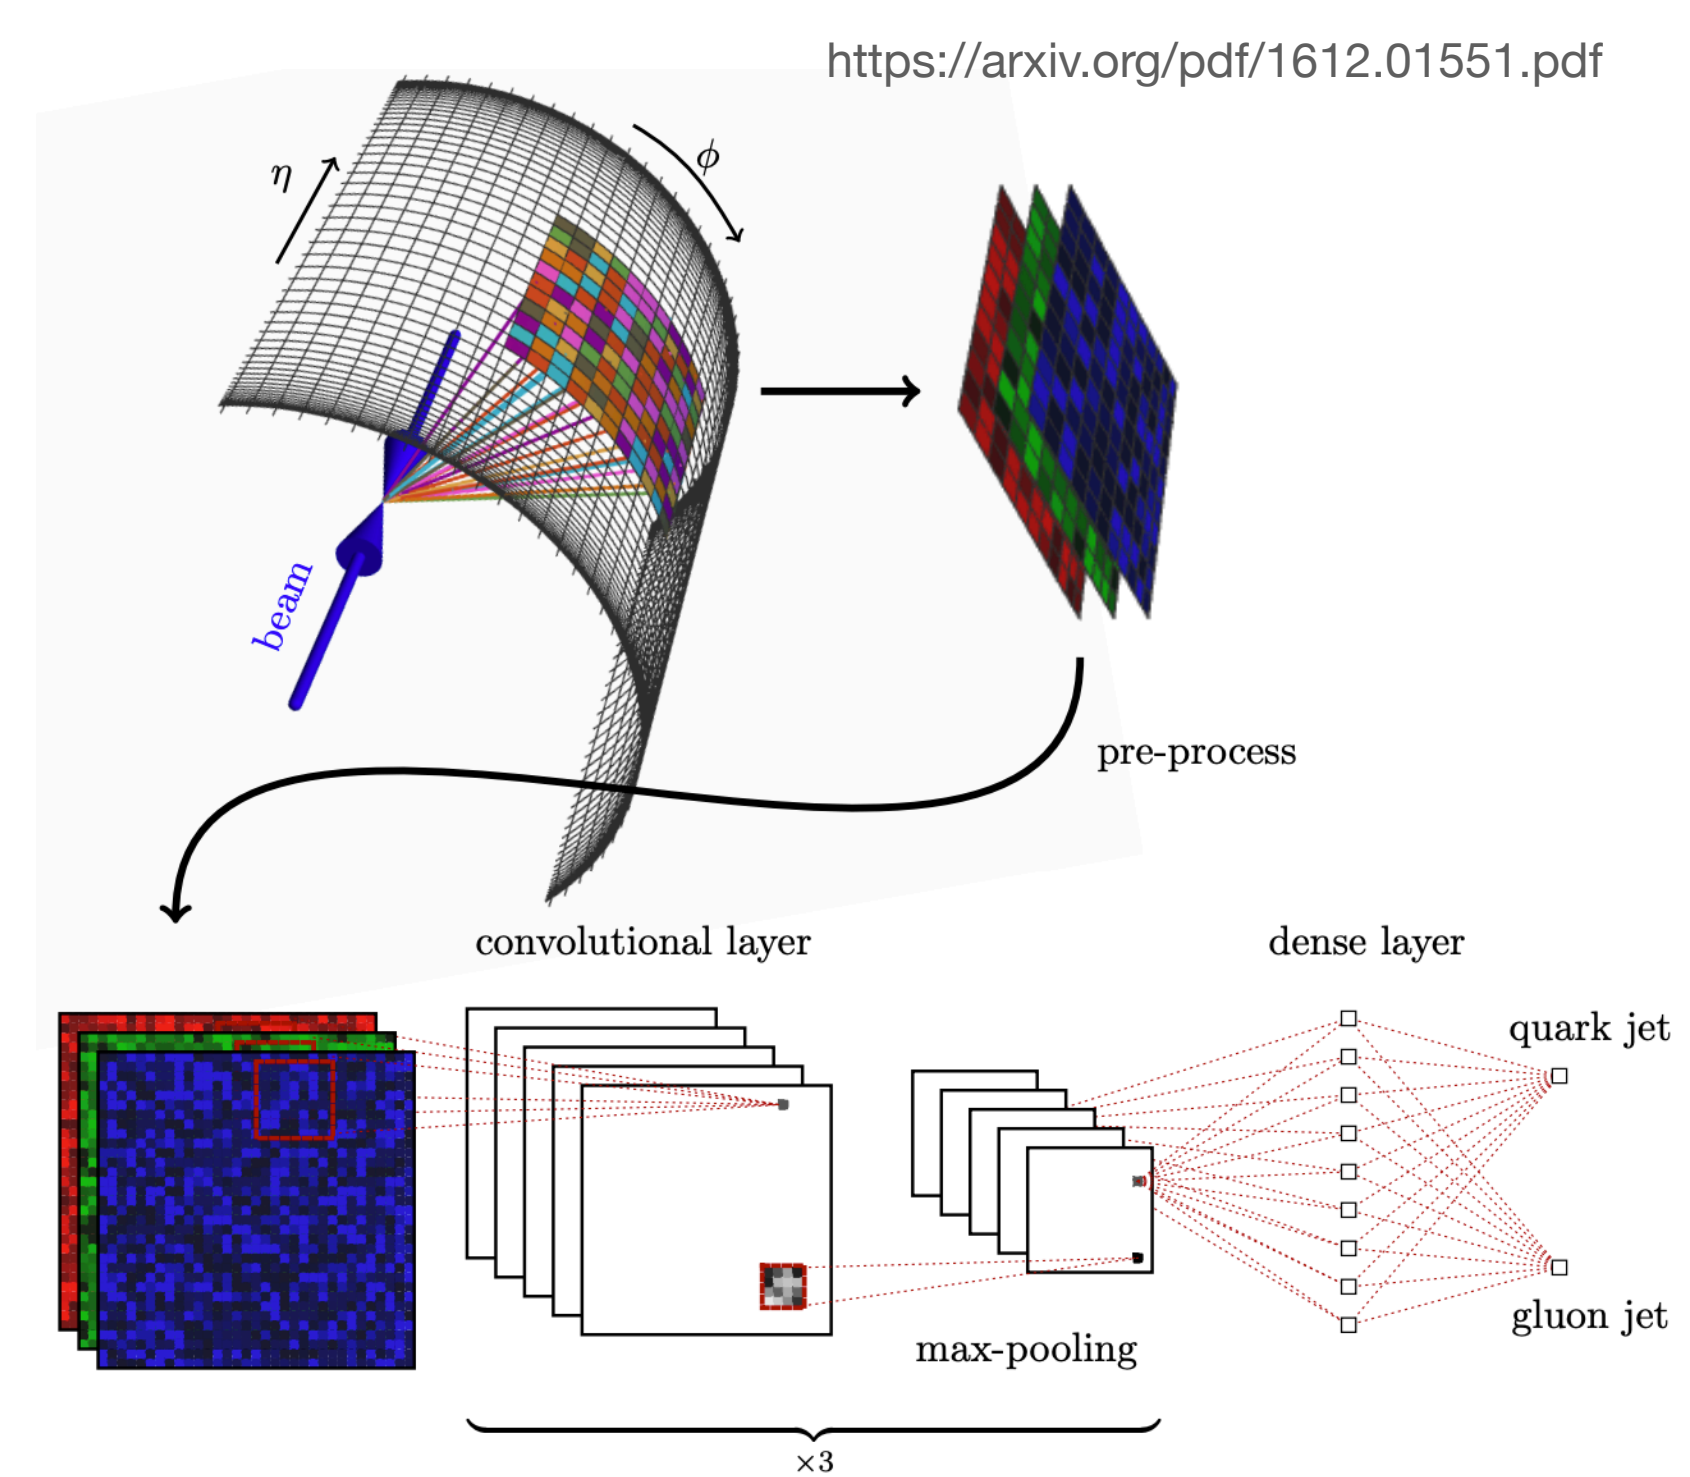 https://arxiv.org/pdf/1612.01551.pdf
η
ϕ
beam
pre-process
convolutional layer
dense layer
quark jet
gluon jet
max-pooling
×3